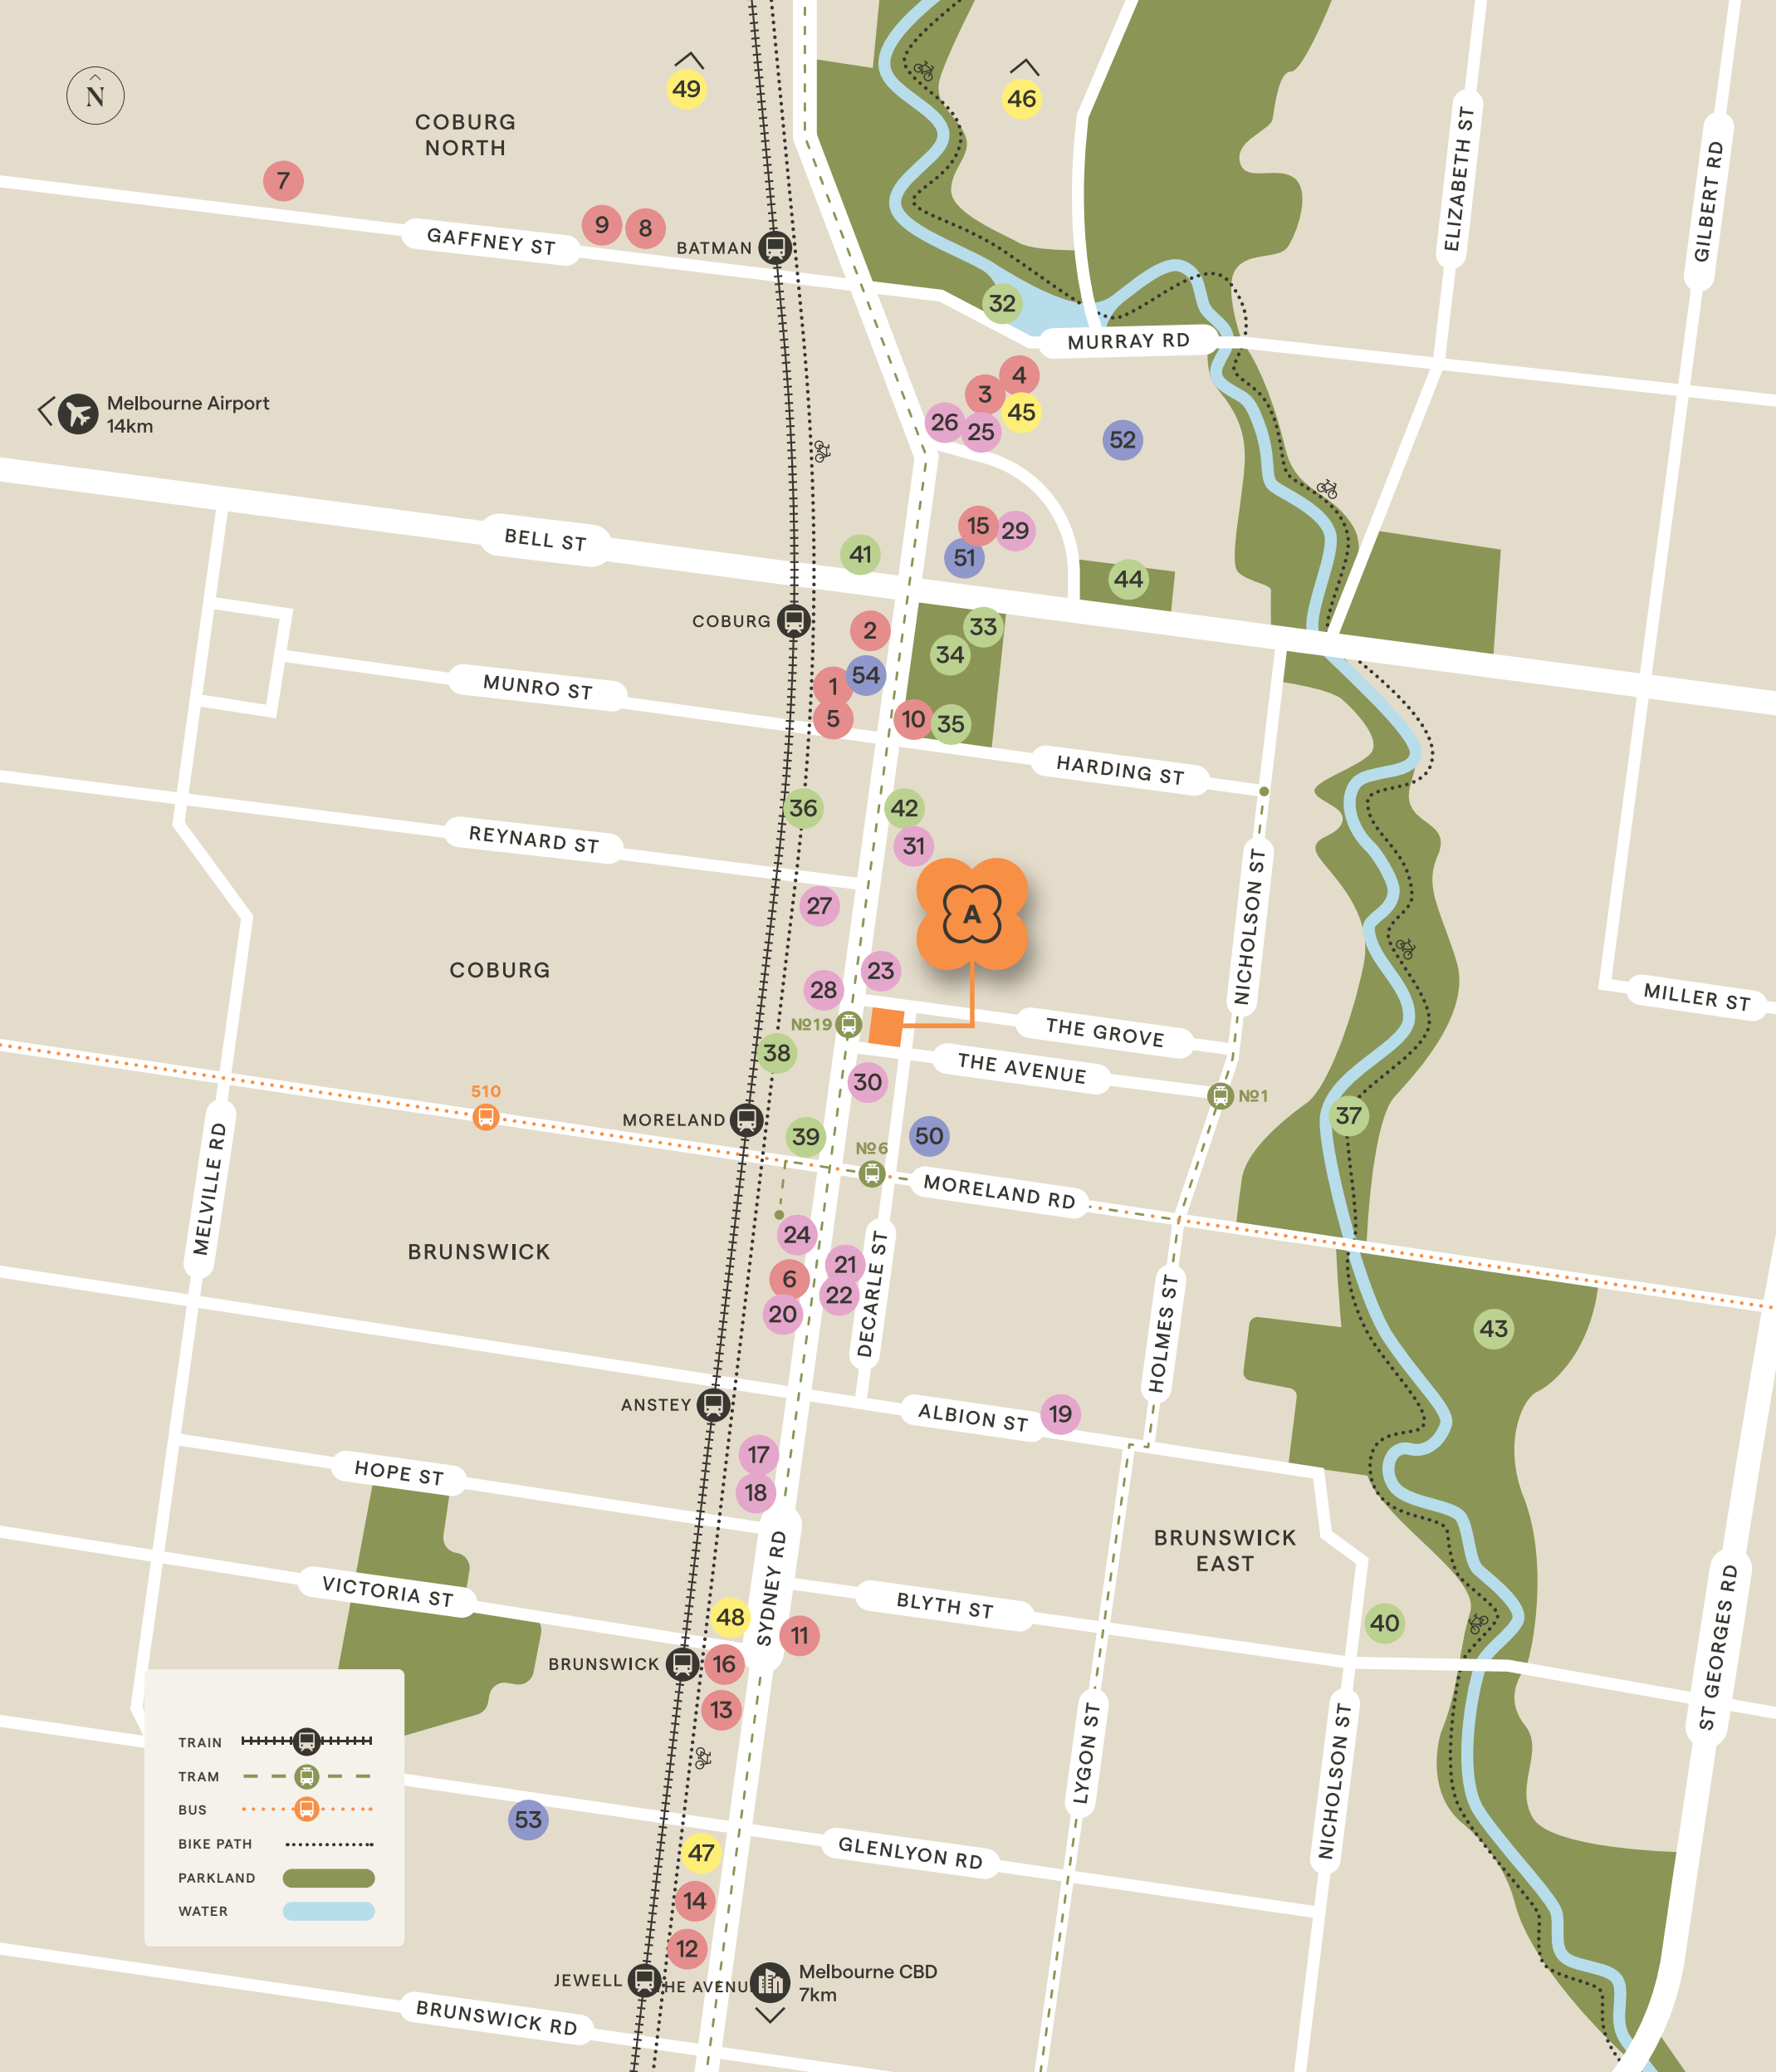 49
46
N
COBURG
NORTH
ELIZABETH ST
GILBERT RD
7
9
8
GAFFNEY ST
BATMAN
32
MURRAY RD
4
3
45
26
25
52
Melbourne Airport
14km
BELL ST
15
29
51
41
44
COBURG
2
33
34
54
1
5
10
35
MUNRO ST
HARDING ST
REYNARD ST
36
42
31
27
A
NICHOLSON ST
COBURG
23
28
MILLER ST
№19
THE GROVE
38
THE AVENUE
30
510
№1
MORELAND
37
39
50
№6
MELVILLE RD
MORELAND RD
BRUNSWICK
24
21
6
22
20
DECARLE ST
HOLMES ST
43
ANSTEY
ALBION ST
19
17
HOPE ST
18
BRUNSWICK
EAST
SYDNEY RD
VICTORIA ST
BLYTH ST
48
11
40
ST GEORGES RD
BRUNSWICK
16
13
LYGON ST
NICHOLSON ST
TRAIN
TRAM
BUS
BIKE PATH
PARKLAND
WATER
53
47
GLENLYON RD
14
12
JEWELL
HE AVENU
Melbourne CBD
7km
BRUNSWICK RD